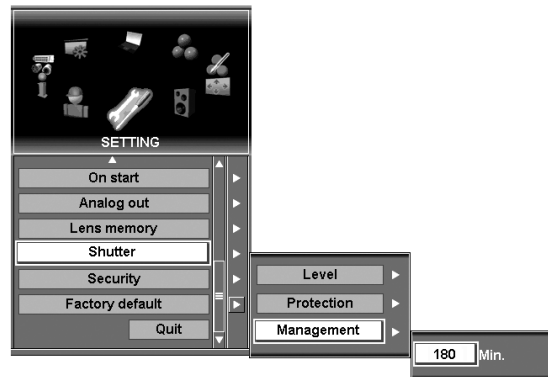 SETTING
On start
Analog out
Lens memory
Shutter
Security
Factory default
Quit
Level
Protection
Management
180 Min.